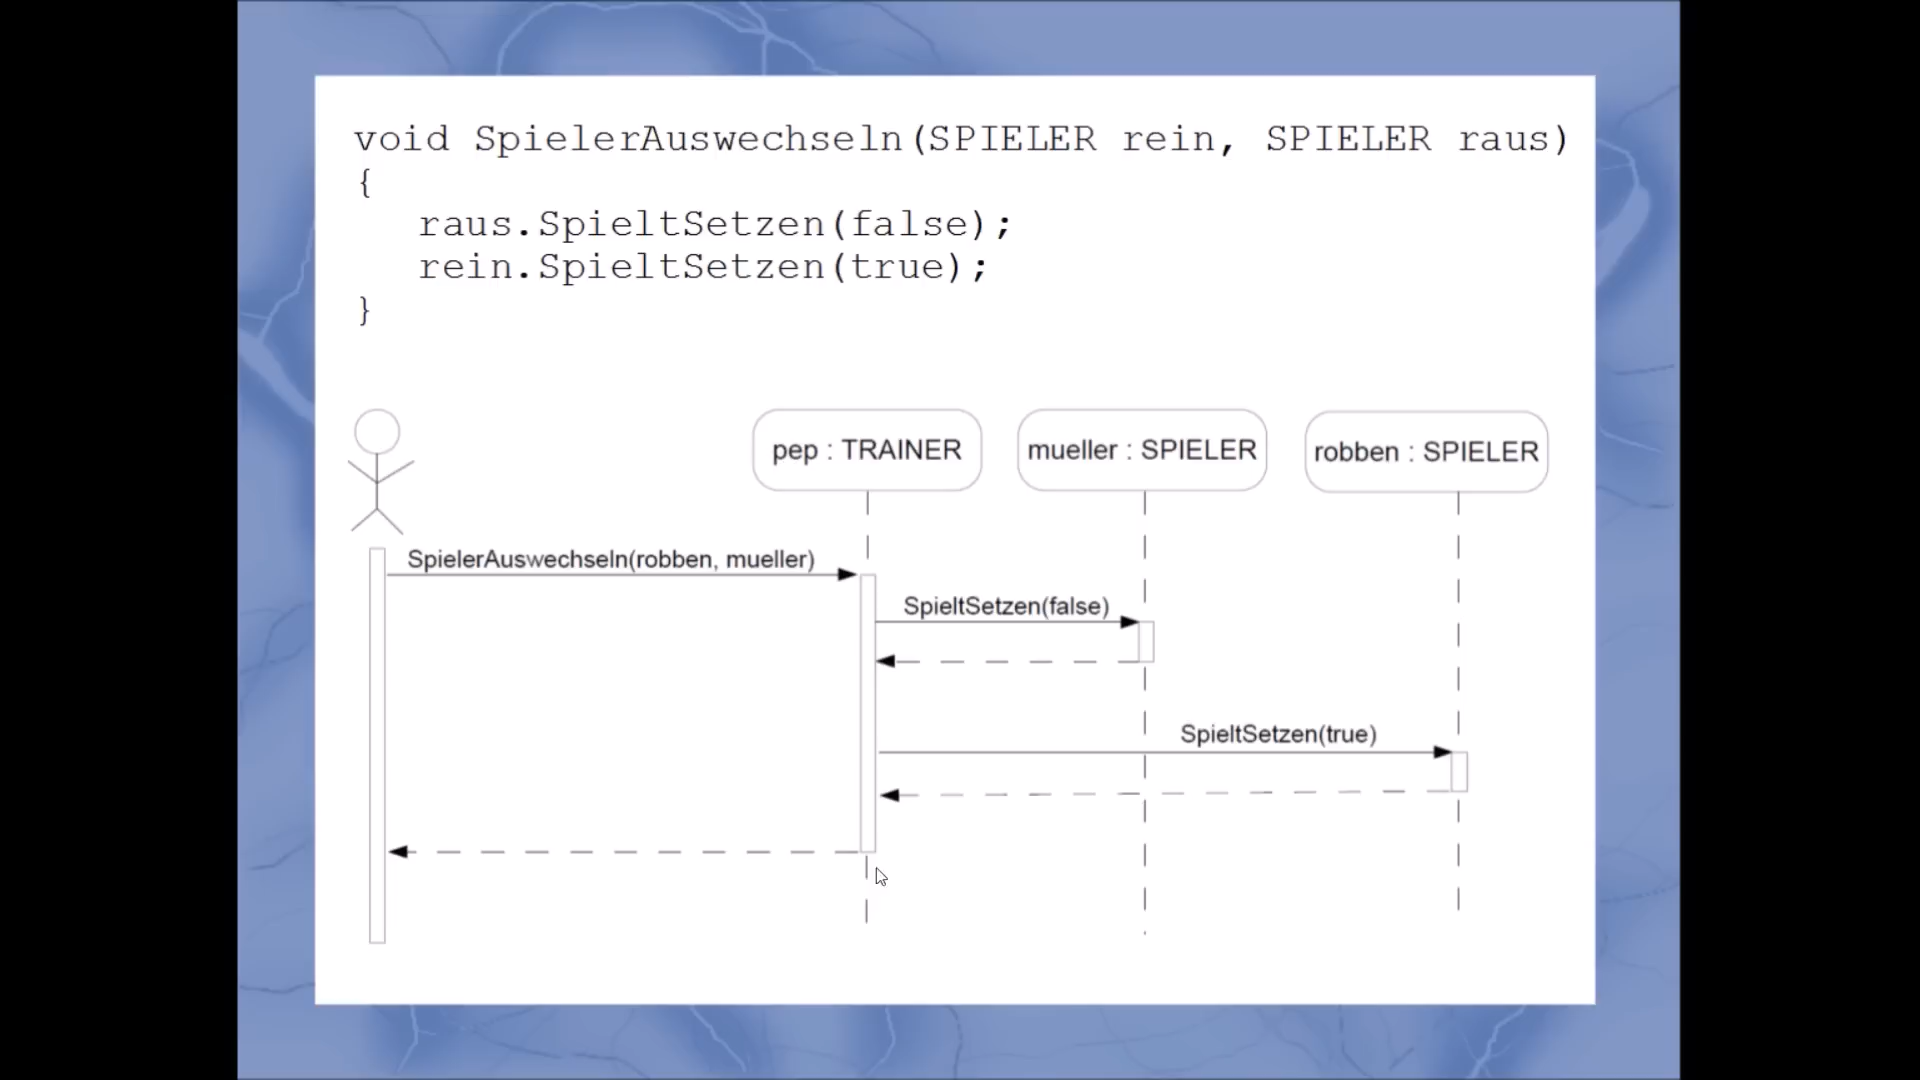 void SpielerAuswechseln(SPIELER rein, SPIELER raus)
{
raus.SpieltSetzen(false);
rein.SpieltSetzen(true);
}
pep : TRAINER
mueller : SPIELER
robben : SPIELER
SpielerAuswechseln(robben, mueller)
SpieltSetzen(false)
SpieltSetzen(true)